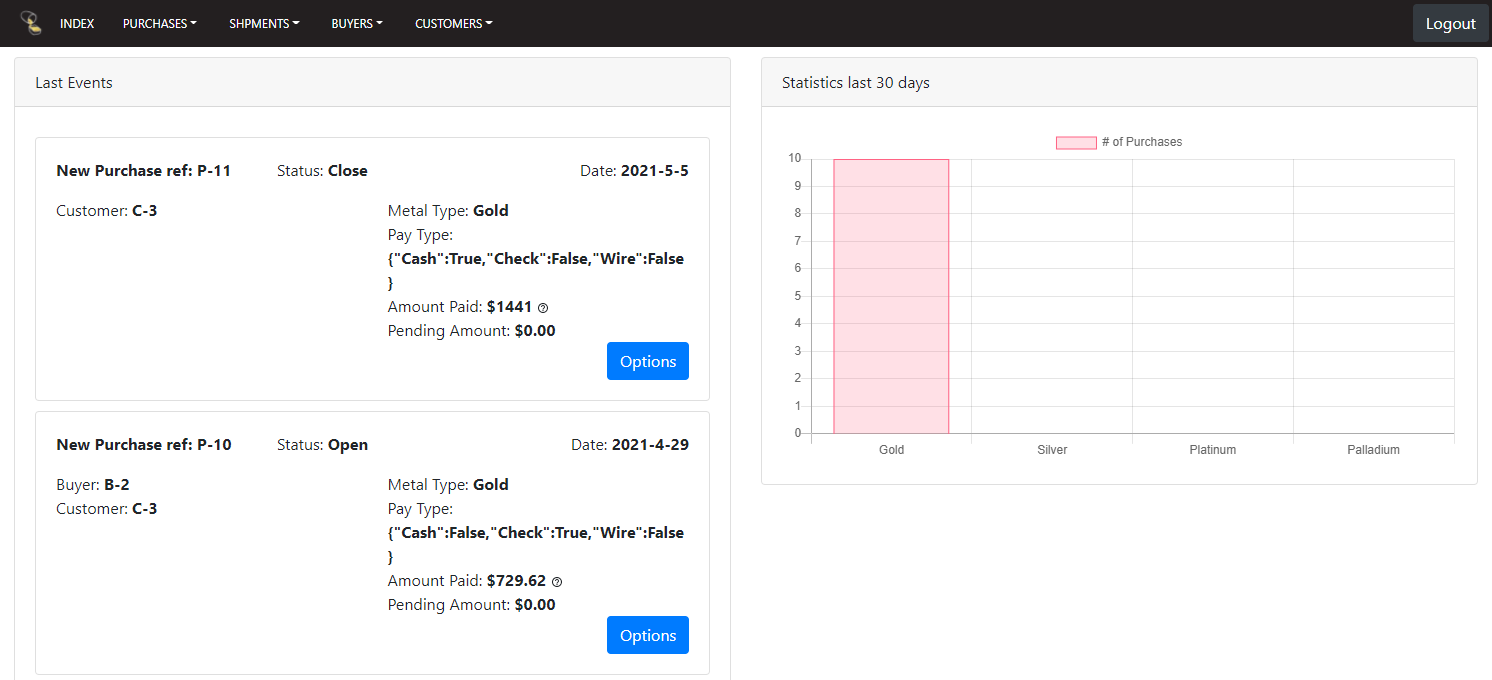 INDEX PURCHASES SHPMENTS BUYERS CUSTOMERS Logout
Last Events
New Purchase ref: P-11 Status: Close Date: 2021-5-5
Customer: C-3
Metal Type: Gold
Pay Type:
{"Cash":True,"Check":False,"Wire":False
}
Amount Paid: $1441
Pending Amount: $0.00
Options
New Purchase ref: P-10 Status: Open Date: 2021-4-29
Buyer: B-2
Customer: C-3
Metal Type: Gold
Pay Type:
{"Cash":False,"Check":True,"Wire":False
}
Amount Paid: $729.62
Pending Amount: $0.00
Options
Statistics last 30 days
# of Purchases
10
9
8
7
6
5
4
3
2
1
0
Gold Silver Platinum Palladium